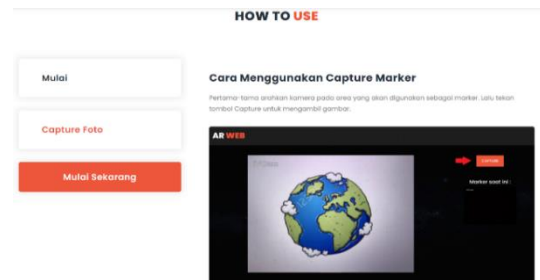 HOW TO USE
Mulai
Capture Foto
Mulai Sekarang
Cara Menggunakan Capture Marker
Pertama-tama arahkan kamera pada area yang akan digunakan sebagai marker. Lalu tekan
tombol Capture untuk mengambil gambar.
AR WEB
CAPTURE
Marker saat ini :